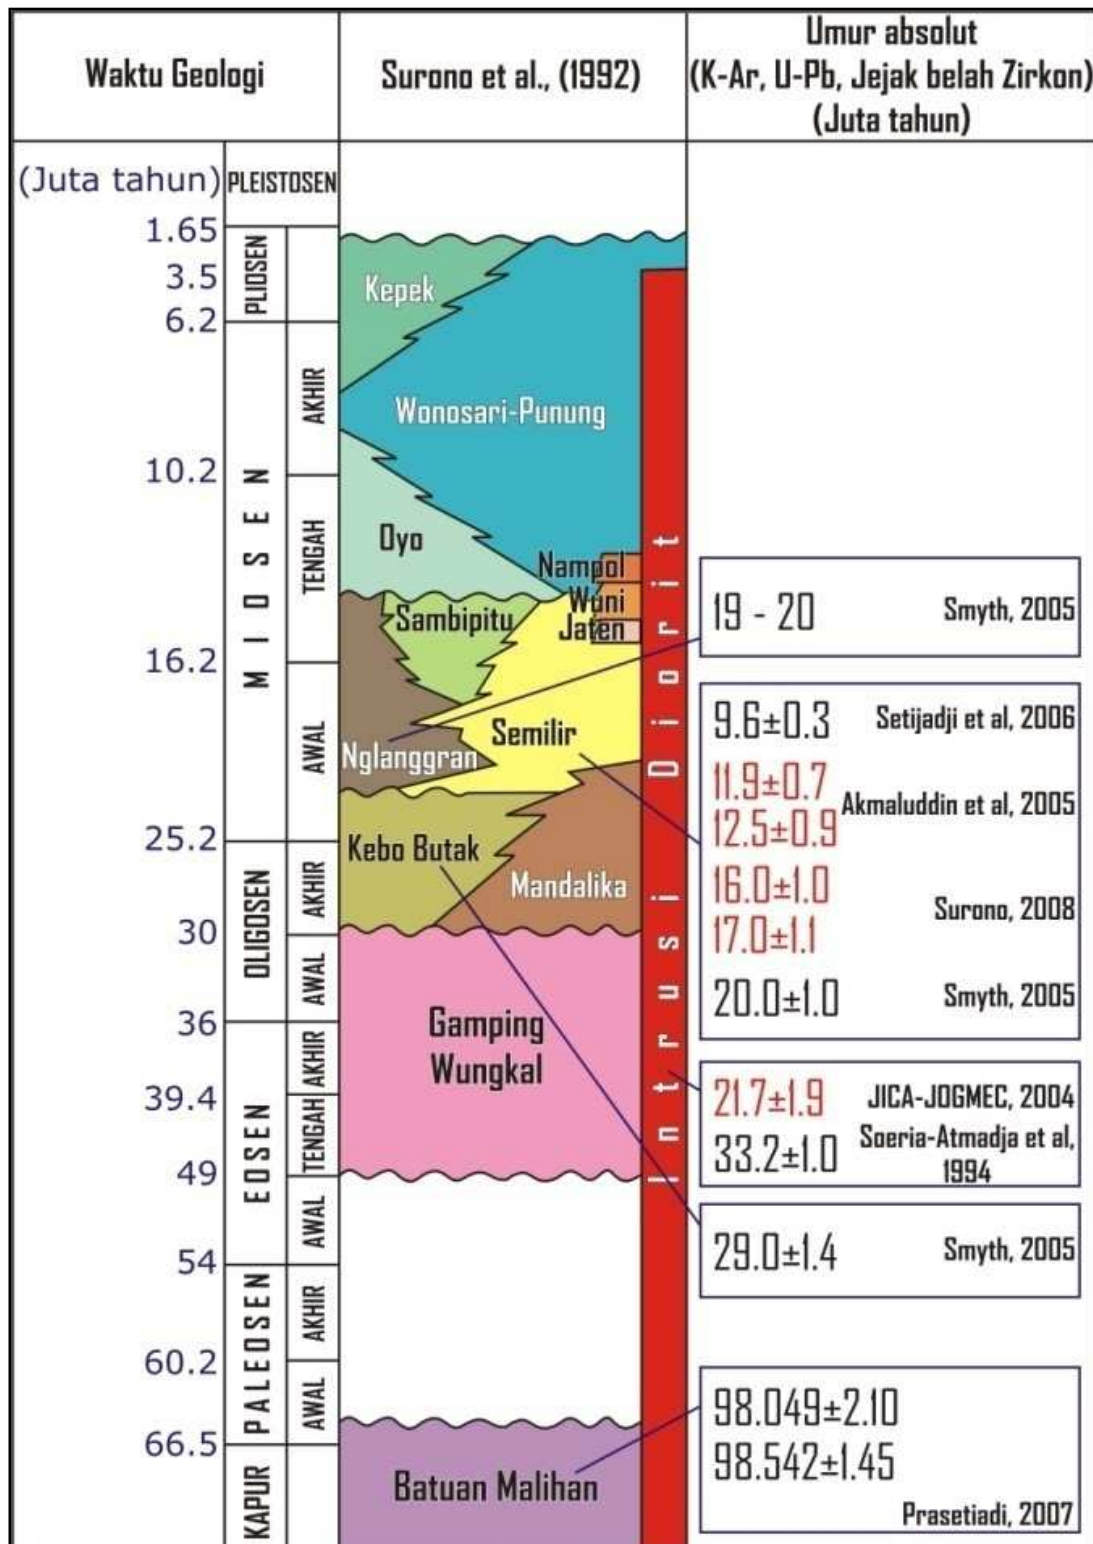 Waktu Geologi
Surono et al., (1992)
Umur absolut
(K-Ar, U-Pb, Jejak belah Zirkon)
(Juta tahun)
(Juta tahun)
PLEISTOSEN
1.65
3.5
6.2
10.2
16.2
25.2
30
36
39.4
49
54
60.2
66.5
PLIOSEN
MIOSEN
AKHIR
TENGAH
AWAL
OLIGOSEN
AKHIR
AWAL
EOSEN
AKHIR
TENGAH
AWAL
PALEOSEN
AKHIR
AWAL
KAPUR
Kepek
Wonosari-Punung
Oyo
Nampol
Wuni
Jaten
Sambipitu
Semilir
Nglanggran
Kebo Butak
Mandalika
Gamping
Wungkal
Batuan Malihan
Intrusi Diorit
19 - 20 Smyth, 2005
9.6±0.3 Setijadji et al, 2006
11.9±0.7
Akmaluddin et al, 2005
12.5±0.9
16.0±1.0
Surono, 2008
17.0±1.1
20.0±1.0 Smyth, 2005
21.7±1.9 JICA-JOGMEC, 2004
33.2±1.0 Soeria-Atmadja et al,
1994
29.0±1.4 Smyth, 2005
98.049±2.10
98.542±1.45
Prasetiadi, 2007